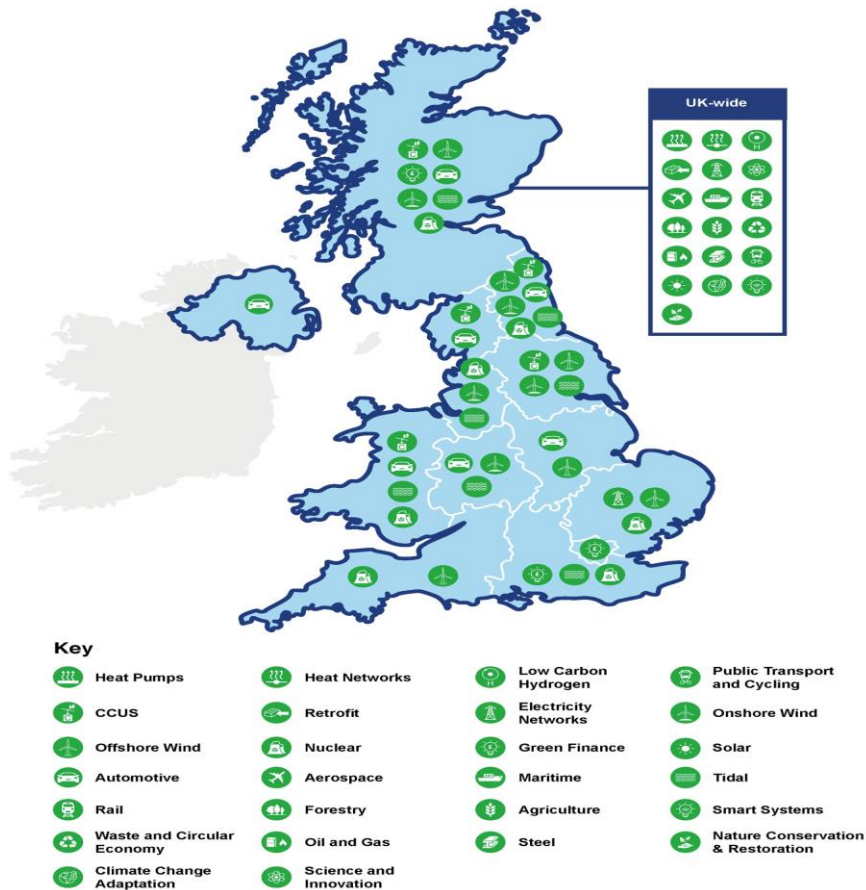 UK-wide
Key
Heat Pumps
Heat Networks
Low Carbon
Hydrogen
Public Transport
and Cycling
CCUS
Retrofit
Electricity
Networks
Onshore Wind
Offshore Wind
Nuclear
Green Finance
Solar
Automotive
Aerospace
Maritime
Tidal
Rail
Forestry
Agriculture
Smart Systems
Waste and Circular
Economy
Oil and Gas
Steel
Nature Conservation
& Restoration
Climate Change
Adaptation
Science and
Innovation